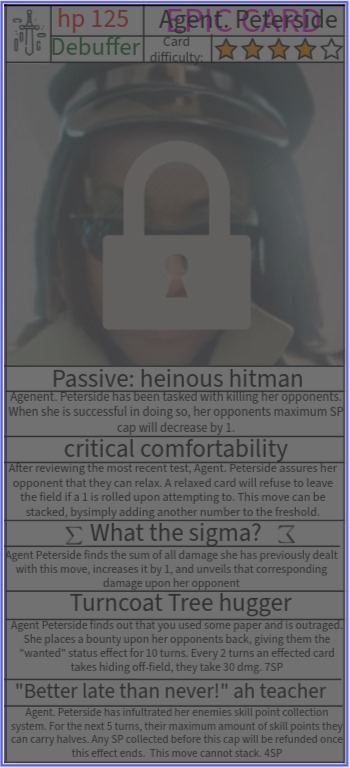 hp 125
EPIC CARD
Agent. Peterside
Debuffer
Card
difficulty:
Passive: heinous hitman
Agenent. Peterside has been tasked with killing her opponents.
When she is successful in doing so, her opponents maximum SP
cap will decrease by 1.
critical comfortability
After reviewing the most recent test, Agent. Peterside assures her
opponent that they can relax. A relaxed card will refuse to leave
the field if a 1 is rolled upon attempting to. This move can be
stacked, bysimply adding another number to the freshold.
∑ What the sigma? ∑
Agent Peterside finds the sum of all damage she has previously dealt
with this move, increases it by 1, and unveils that corresponding
damage upon her opponent
Turncoat Tree hugger
Agent Peterside finds out that you used some paper and is outraged.
She places a bounty upon her opponents back, giving them the
"wanted" status effect for 10 turns. Every 2 turns an effected card
takes hiding off-field, they take 30 dmg. 7SP
"Better late than never!" ah teacher
Agent. Peterside has infultrated her enemies skill point collection
system. For the next 5 turns, their maximum amount of skill points they
can carry halves. Any SP collected before this cap will be refunded once
this effect ends. This move cannot stack. 4SP